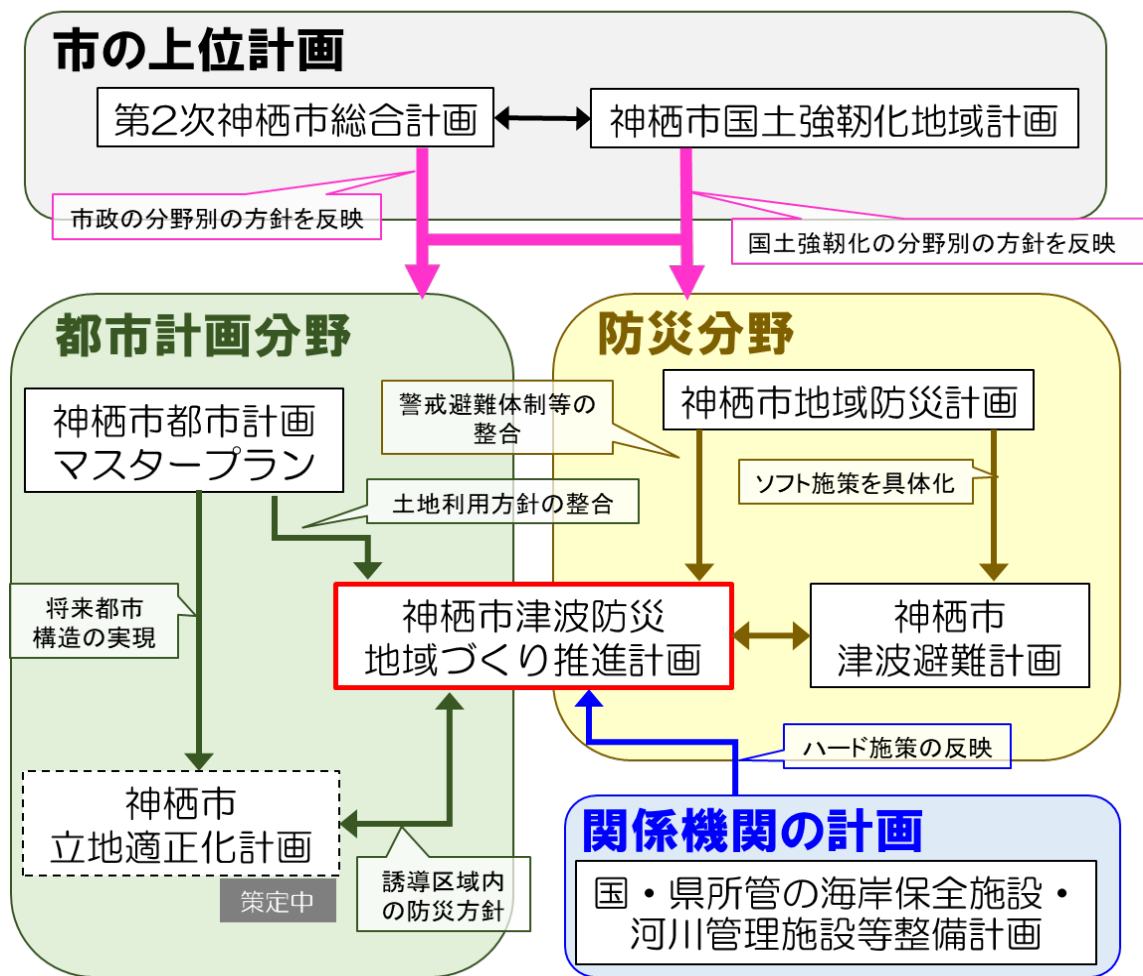 市の上位計画
第2次神栖市総合計画
神栖市国土強靭化地域計画
市政の分野別の方針を反映
国土強靭化の分野別の方針を反映
都市計画分野
防災分野
神栖市都市計画
マスタープラン
警戒避難体制等の
整合
神栖市地域防災計画
ソフト施策を具体化
土地利用方針の整合
将来都市
構造の実現
神栖市津波防災
地域づくり推進計画
神栖市
津波避難計画
ハード施策の反映
神栖市
立地適正化計画
策定中
誘導区域内
の防災方針
関係機関の計画
国・県所管の海岸保全施設・
河川管理施設等整備計画